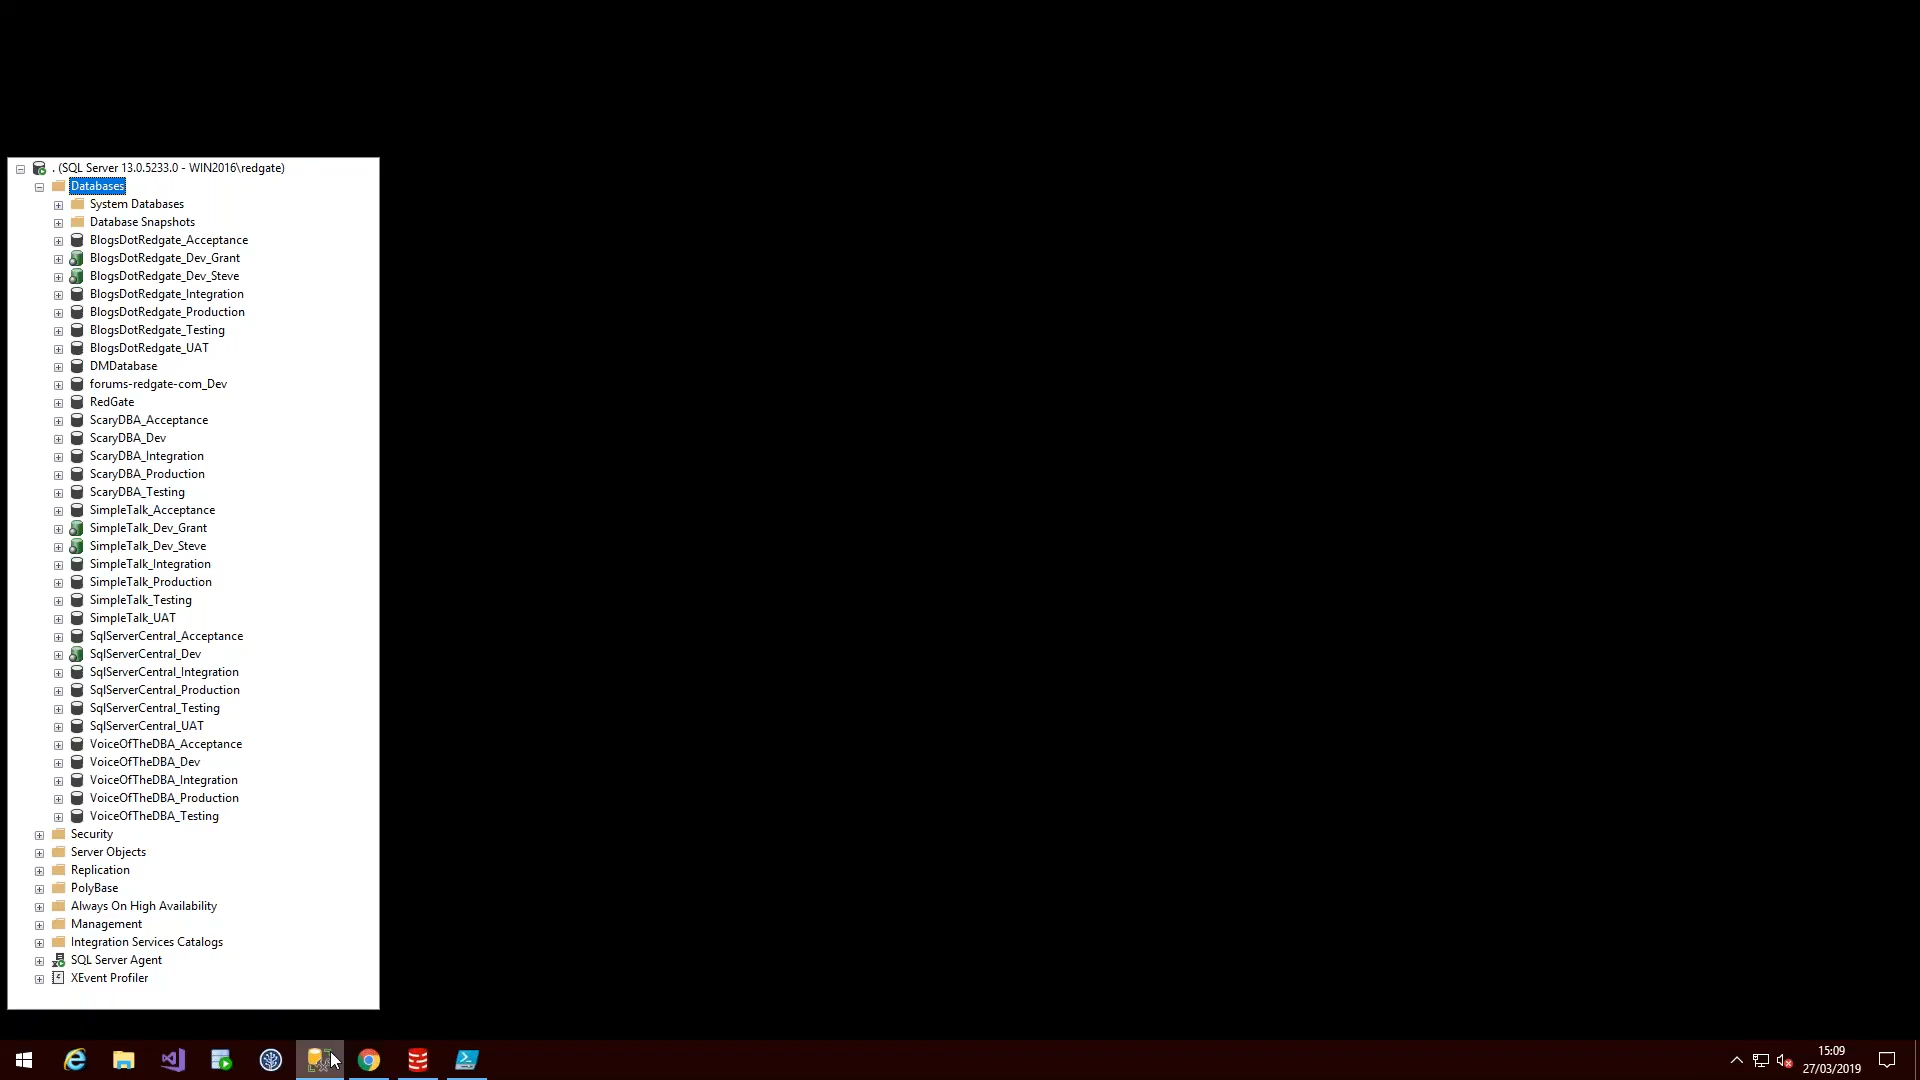 . (SQL Server 13.0.5233.0 - WIN2016\redgate)
Databases
System Databases
Database Snapshots
BlogsDotRedgate_Acceptance
BlogsDotRedgate_Dev_Grant
BlogsDotRedgate_Dev_Steve
BlogsDotRedgate_Integration
BlogsDotRedgate_Production
BlogsDotRedgate_Testing
BlogsDotRedgate_UAT
DMDatabase
forums-redgate-com_Dev
RedGate
ScaryDBA_Acceptance
ScaryDBA_Dev
ScaryDBA_Integration
ScaryDBA_Production
ScaryDBA_Testing
SimpleTalk_Acceptance
SimpleTalk_Dev_Grant
SimpleTalk_Dev_Steve
SimpleTalk_Integration
SimpleTalk_Production
SimpleTalk_Testing
SimpleTalk_UAT
SqlServerCentral_Acceptance
SqlServerCentral_Dev
SqlServerCentral_Integration
SqlServerCentral_Production
SqlServerCentral_Testing
SqlServerCentral_UAT
VoiceOfTheDBA_Acceptance
VoiceOfTheDBA_Dev
VoiceOfTheDBA_Integration
VoiceOfTheDBA_Production
VoiceOfTheDBA_Testing
Security
Server Objects
Replication
PolyBase
Always On High Availability
Management
Integration Services Catalogs
SQL Server Agent
XEvent Profiler
15:09
27/03/2019